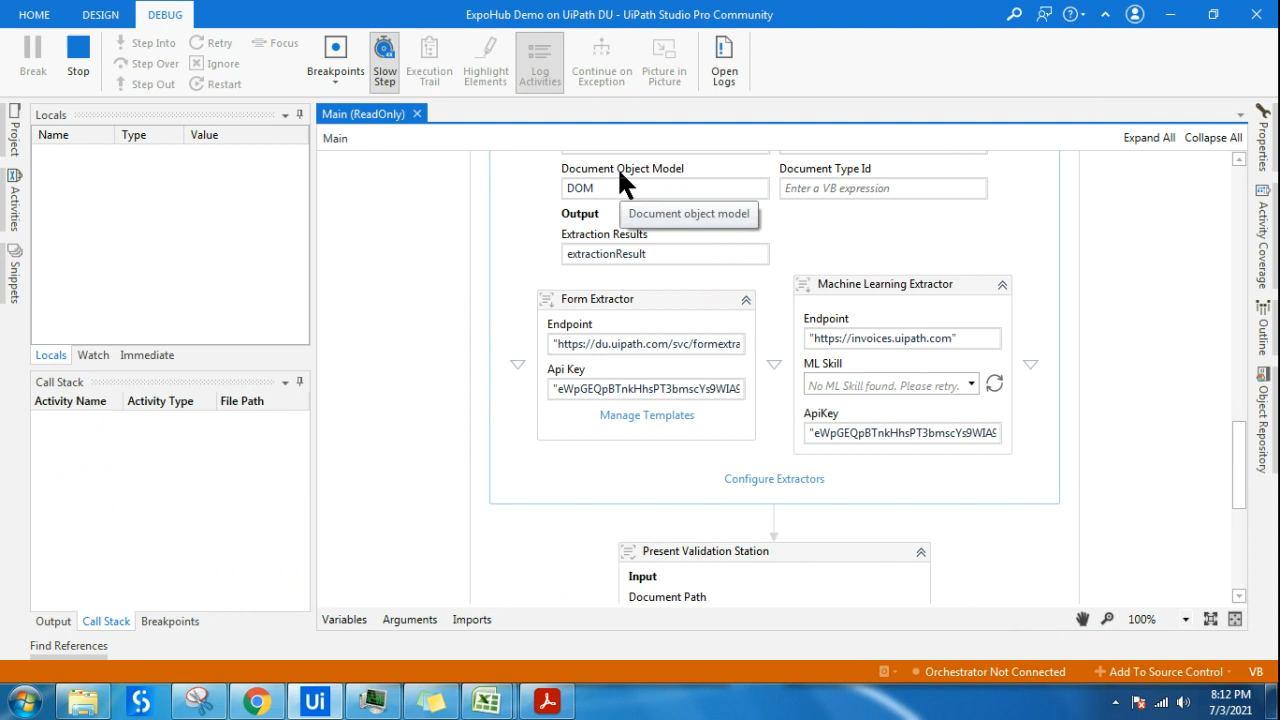 HOME DESIGN DEBUG ExpoHub Demo on UiPath DU - UiPath Studio Pro Community
Break Stop Step Into Step Over Step Out Retry Ignore Restart Focus Breakpoints Slow Step Execution Trail Highlight Elements Log Activities Continue on Exception Picture in Picture Open Logs
Project
Activities
Snippets
Locals
Name Type Value
Locals Watch Immediate
Call Stack
Activity Name Activity Type File Path
Output Call Stack Breakpoints
Find References
Main (ReadOnly)
Main Expand All Collapse All
Document Object Model Document Type Id
DOM Enter a VB expression
Output Document object model
Extraction Results
extractionResult
Form Extractor
Endpoint
"https://du.uipath.com/svc/formextra
Api Key
"eWpGEQpBTnkHhsPT3bmscYs9WIAS
Manage Templates
Machine Learning Extractor
Endpoint
"https://invoices.uipath.com"
ML Skill
No ML Skill found. Please retry.
ApiKey
"eWpGEQpBTnkHhsPT3bmscYs9WIAS
Configure Extractors
Present Validation Station
Input
Document Path
Variables Arguments Imports 100%
Properties
Activity Coverage
Outline
Object Repository
Orchestrator Not Connected Add To Source Control VB
Ui
8:12 PM
7/3/2021